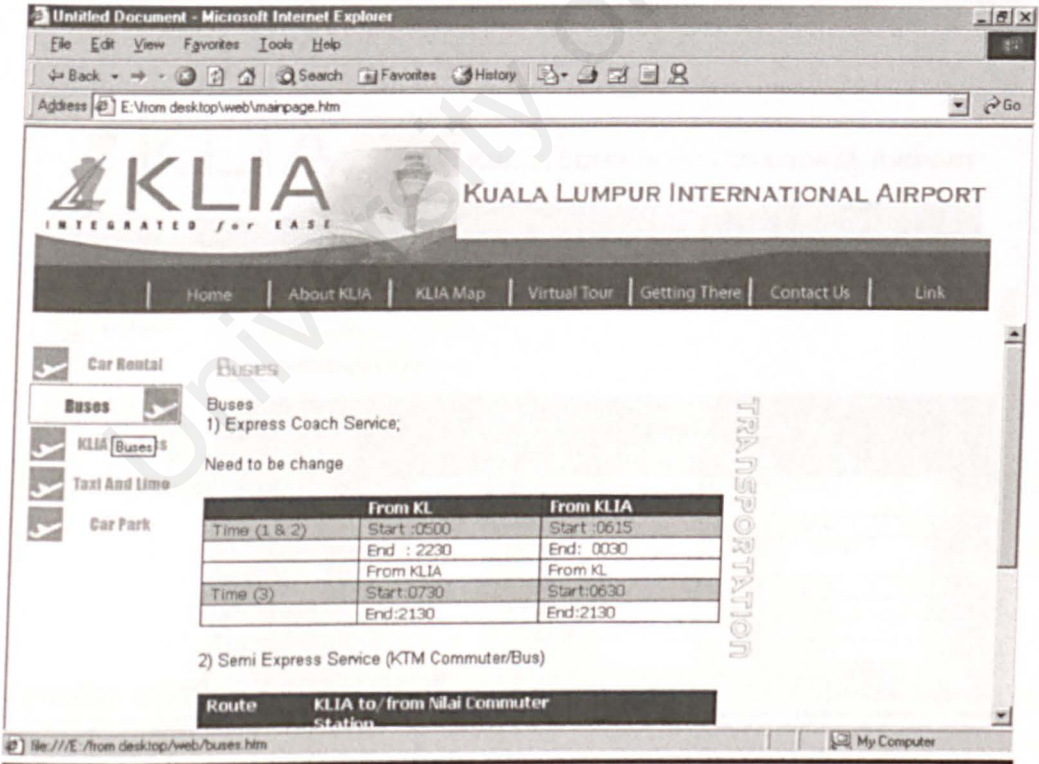 Untitled Document - Microsoft Internet Explorer
File Edit View Favorites Tools Help
Back Search Favorites History
Address E:\from desktop\web\mainpage.htm Go
KLIA
INTEGRATED for EASE
KUALA LUMPUR INTERNATIONAL AIRPORT
Home About KLIA KLIA Map Virtual Tour Getting There Contact Us Link
Car Rental
Buses
KLIA Buses s
Taxi And Limo
Car Park
Buses
Buses
1) Express Coach Service;
Need to be change
From KL From KLIA
Time (1 & 2) Start :0500 Start :0615
End : 2230 End: 0030
From KLIA From KL
Time (3) Start:0730 Start:0630
End:2130 End:2130
2) Semi Express Service (KTM Commuter/Bus)
Route KLIA to/from Nilai Commuter
Station
TRANSPORTATION
file:///E:/from desktop/web/buses.htm My Computer
University o